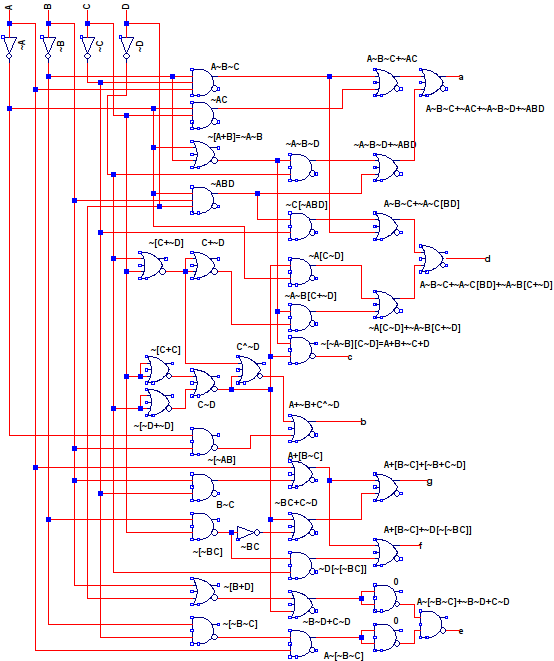 A B C D
~A ~B ~C ~D
A~B~C
A~B~C+~AC
a
~AC
A~B~C+~AC+~A~B~D+~ABD
~[A+B]=~A~B
~A~B~D
~A~B~D+~ABD
~ABD
~C[~ABD]
A~B~C+~A~C[BD]
~[C+~D]
C+~D
~A[C~D]
d
A~B~C+~A~C[BD]+~A~B[C+~D]
~A~B[C+~D]
~A[C~D]+~A~B[C+~D]
~[~A~B][C~D]=A+B+~C+D
c
~[C+C]
C^~D
C~D
A+~B+C^~D
b
~[~D+~D]
~[~AB]
A+[B~C]
A+[B~C]+[~B+C~D]
g
B~C
~BC+C~D
A+[B~C]+~D[~[~BC]]
f
~[~BC]
~BC
~D[~[~BC]]
~[B+D]
0
~B~D+C~D
A~[~B~C]+~B~D+C~D
0
e
~[~B~C]
A~[~B~C]